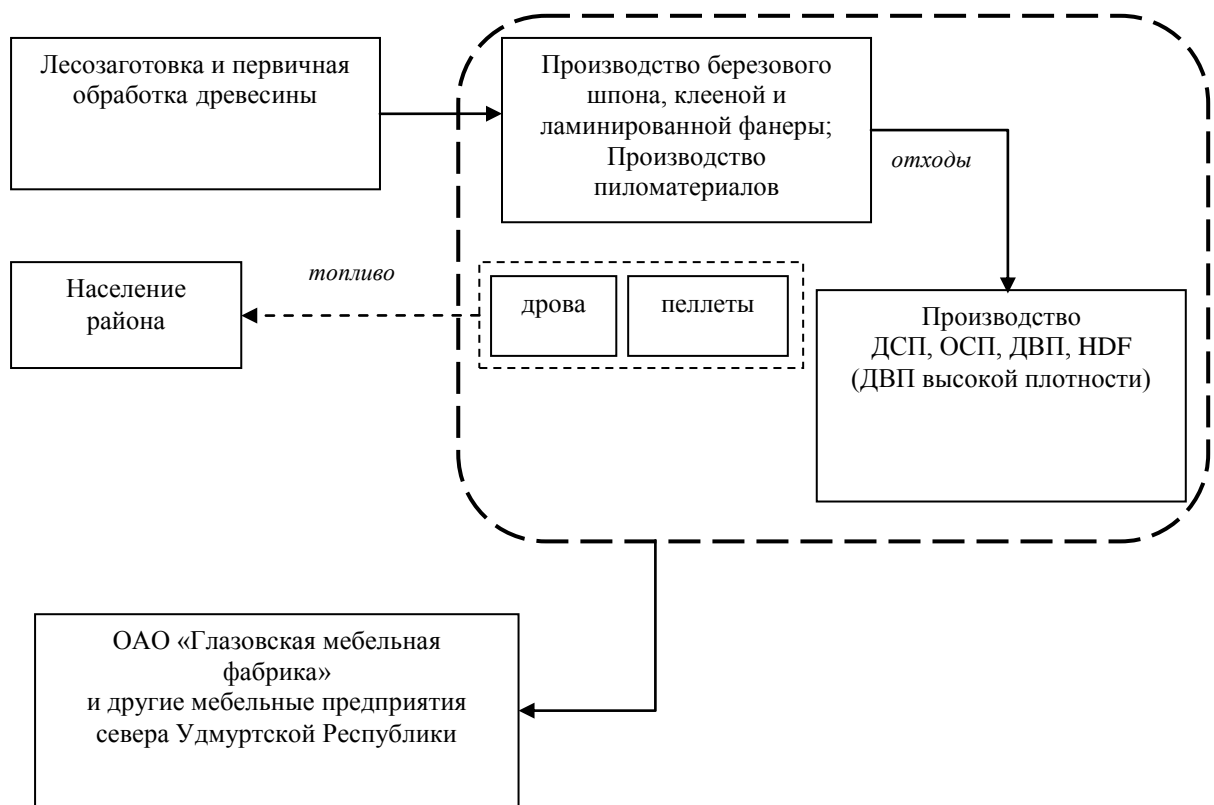 Лесозаготовка и первичная
обработка древесины
Производство березового
шпона, клееной и
ламинированной фанеры;
Производство
пиломатериалов
отходы
Население
района
топливо
дрова
пеллеты
Производство
ДСП, ОСП, ДВП, HDF
(ДВП высокой плотности)
ОАО «Глазовская мебельная
фабрика»
и другие мебельные предприятия
севера Удмуртской Республики